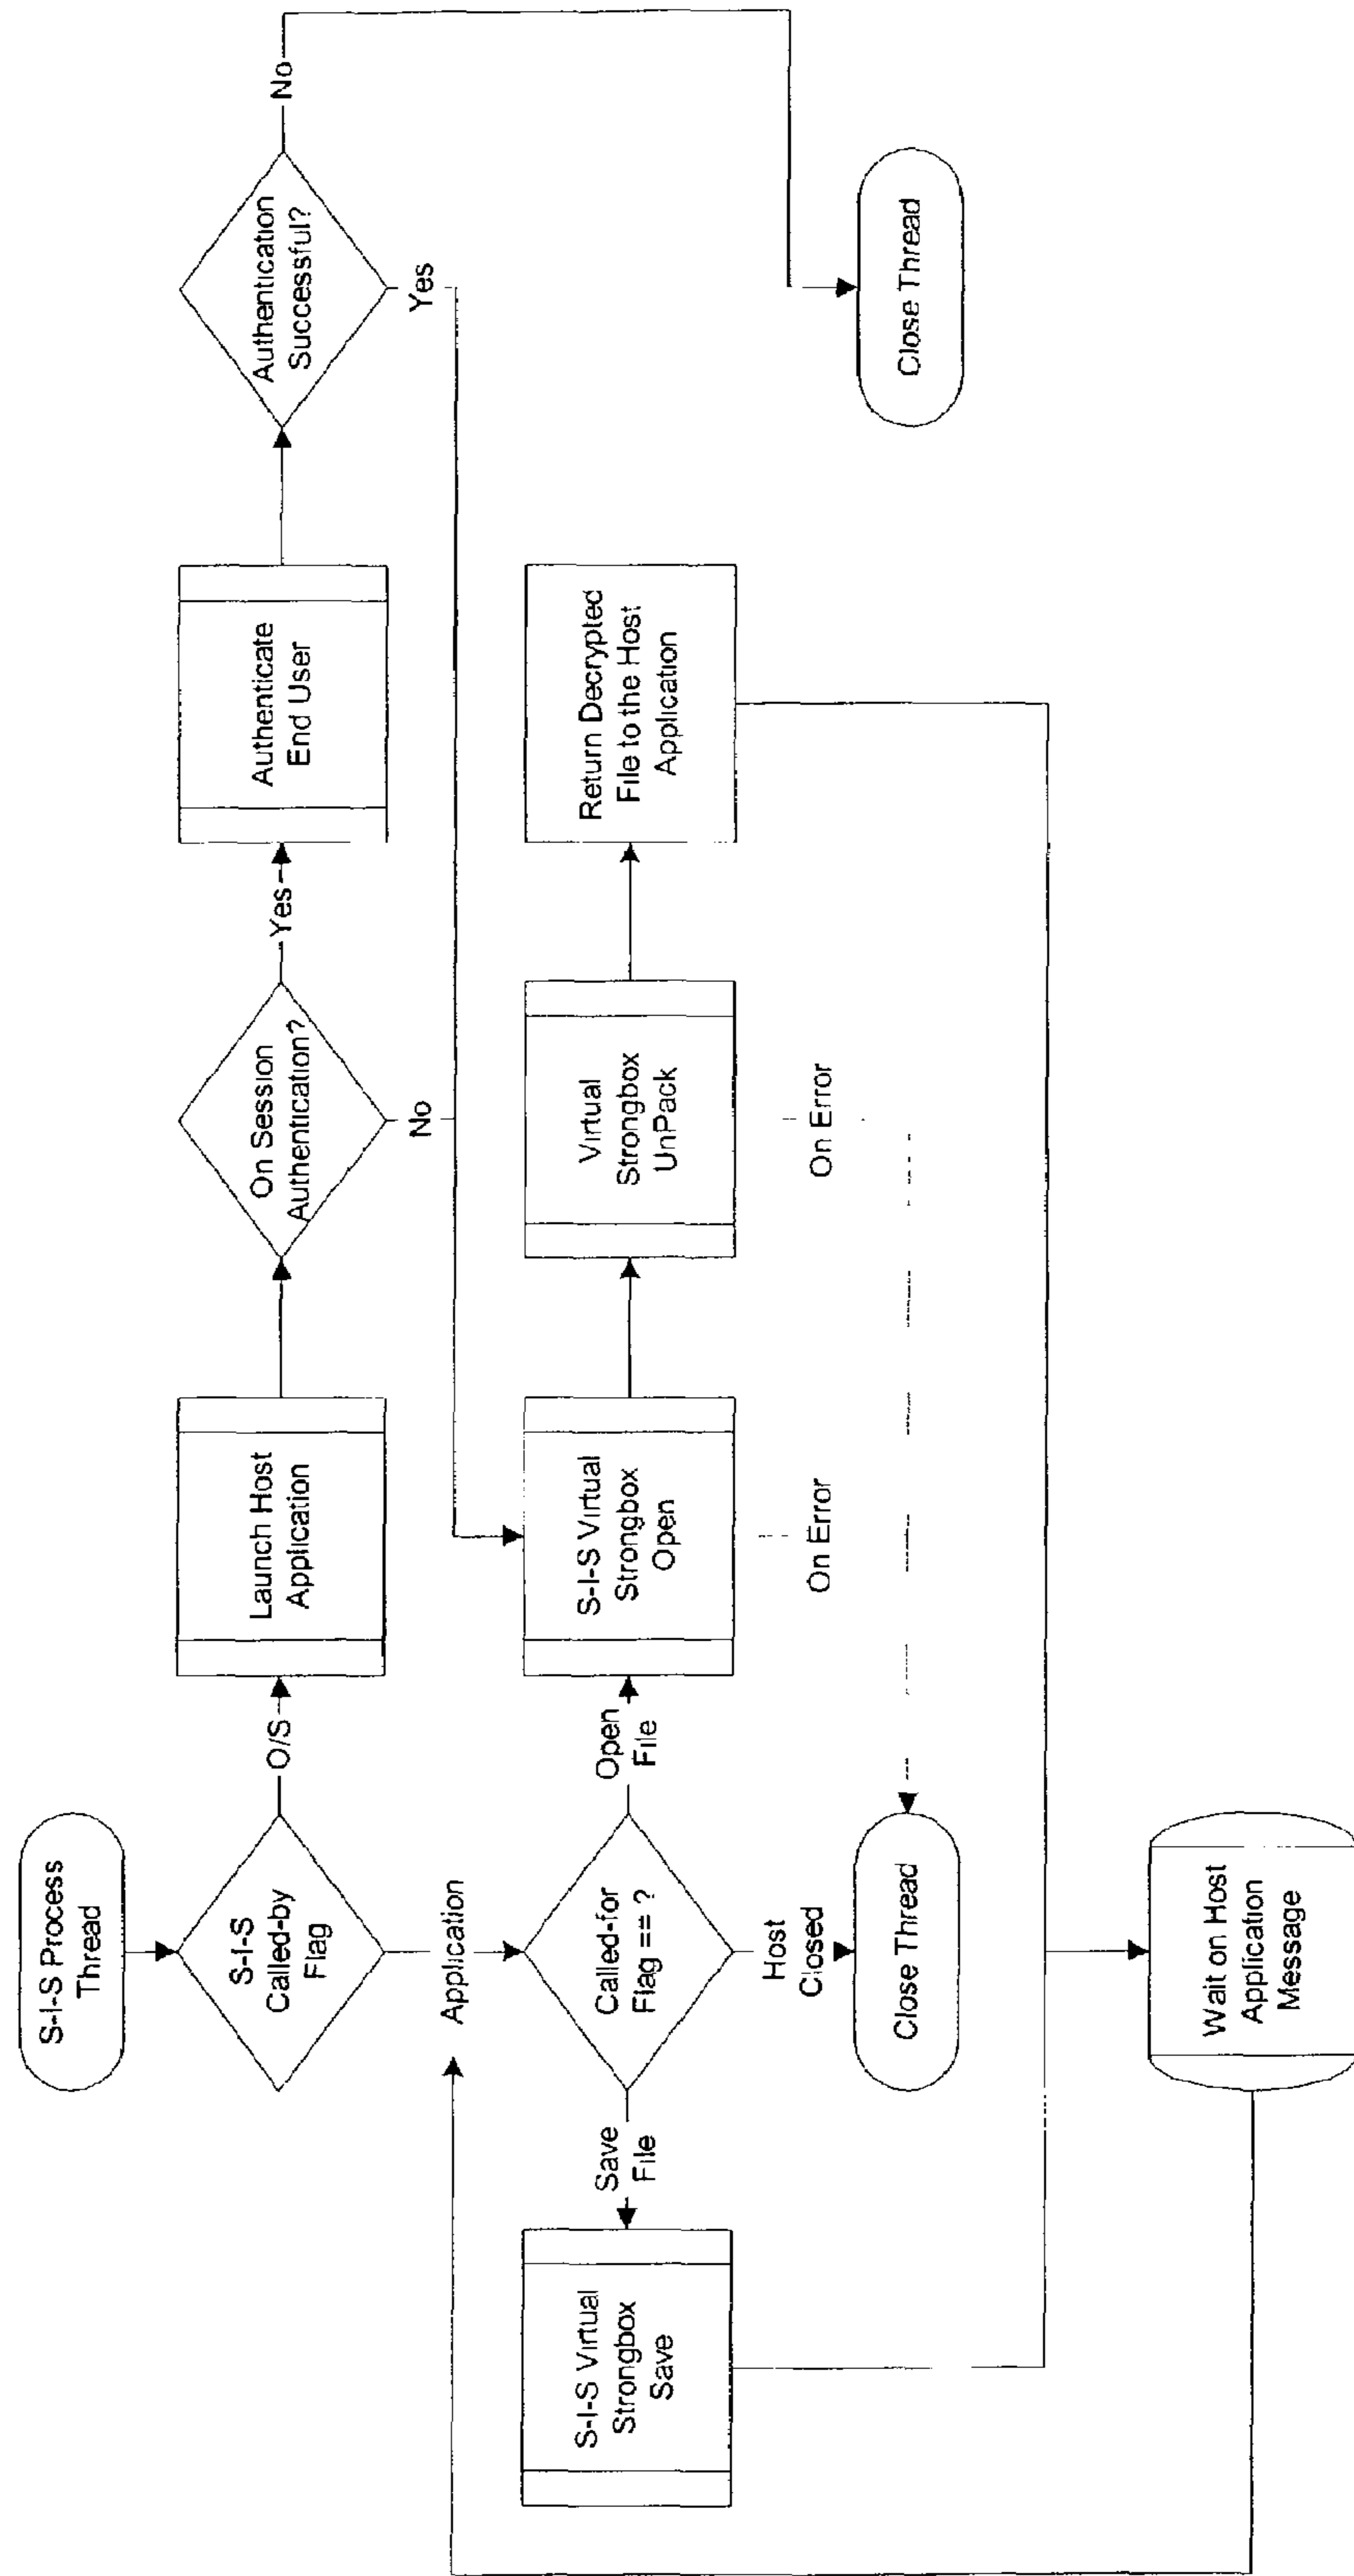 S-I-S Process
Thread
S-I-S
Called-by
Flag
O/S
Launch Host
Application
On Session
Authentication?
Yes
No
Authenticate
End User
Authentication
Successful?
No
Yes
Application
Called-for
Flag == ?
Save
File
Open
File
Host
Closed
S-I-S Virtual
Strongbox
Save
S-I-S Virtual
Strongbox
Open
On Error
Virtual
Strongbox
UnPack
On Error
Return Decrypted
File to the Host
Application
Close Thread
Close Thread
Wait on Host
Application
Message